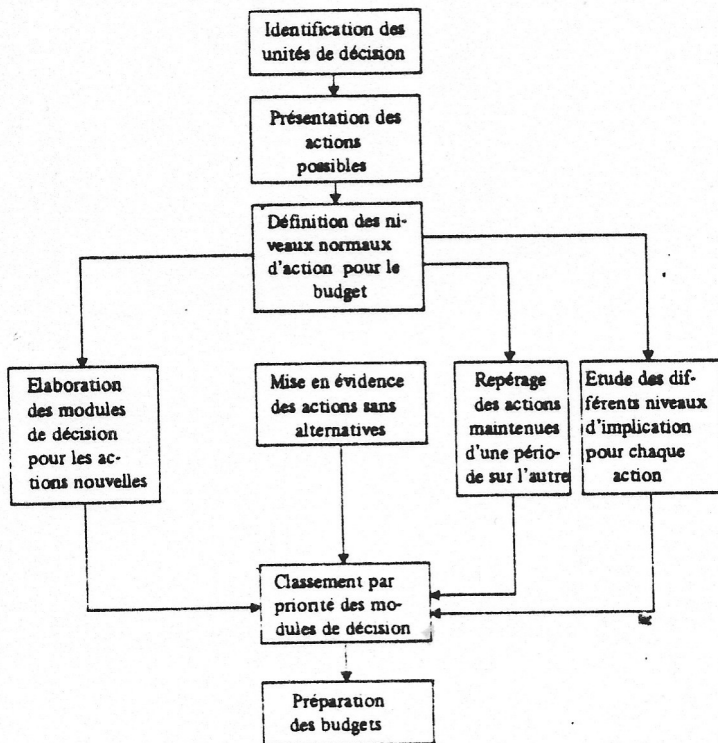 Identification des
unités de décision
Présentation des
actions
possibles
Définition des ni-
veaux normaux
d'action pour le
budget
Elaboration
des modules
de décision
pour les ac-
tions nouvelles
Mise en évidence
des actions sans
alternatives
Repérage
des actions
maintenues
d'une pério-
de sur l'autre
Etude des dif-
férents niveaux
d'implication
pour chaque
action
Classement par
priorité des mo-
dules de décision
Préparation
des budgets